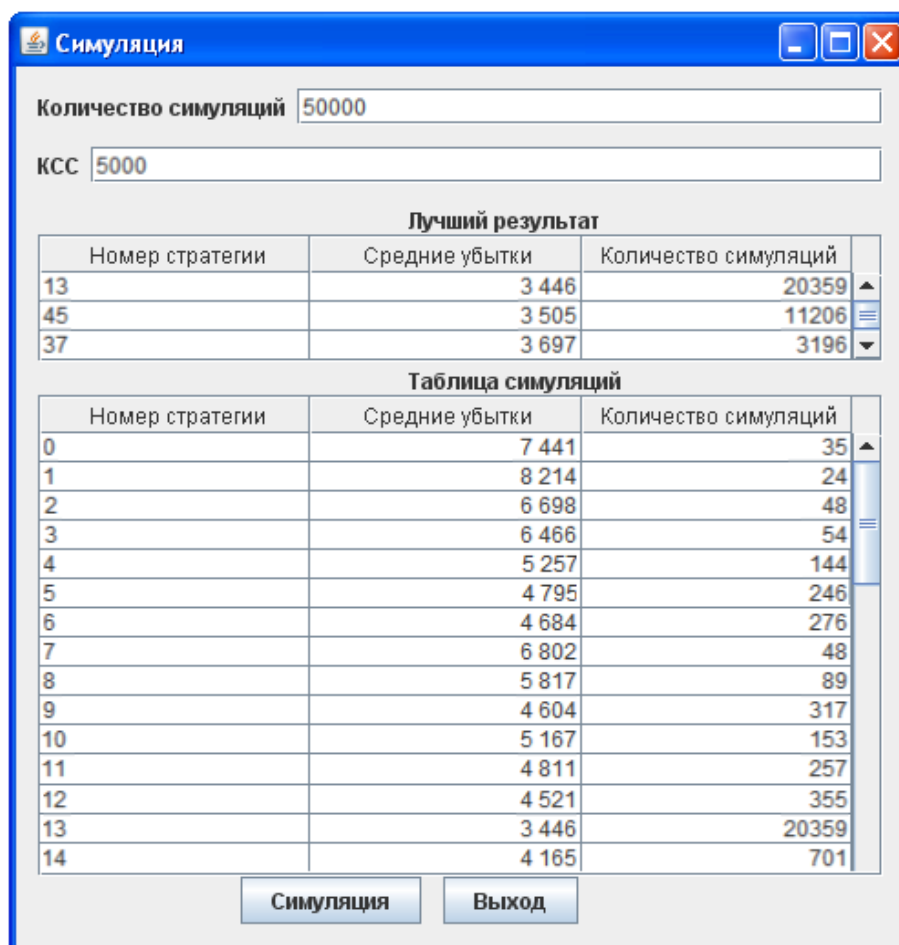 Симуляция
Количество симуляций 50000
КСС 5000
Лучший результат
Номер стратегии Средние убытки Количество симуляций
13 3 446 20359
45 3 505 11206
37 3 697 3196
Таблица симуляций
Номер стратегии Средние убытки Количество симуляций
0 7 441 35
1 8 214 24
2 6 698 48
3 6 466 54
4 5 257 144
5 4 795 246
6 4 684 276
7 6 802 48
8 5 817 89
9 4 604 317
10 5 167 153
11 4 811 257
12 4 521 355
13 3 446 20359
14 4 165 701
Симуляция Выход